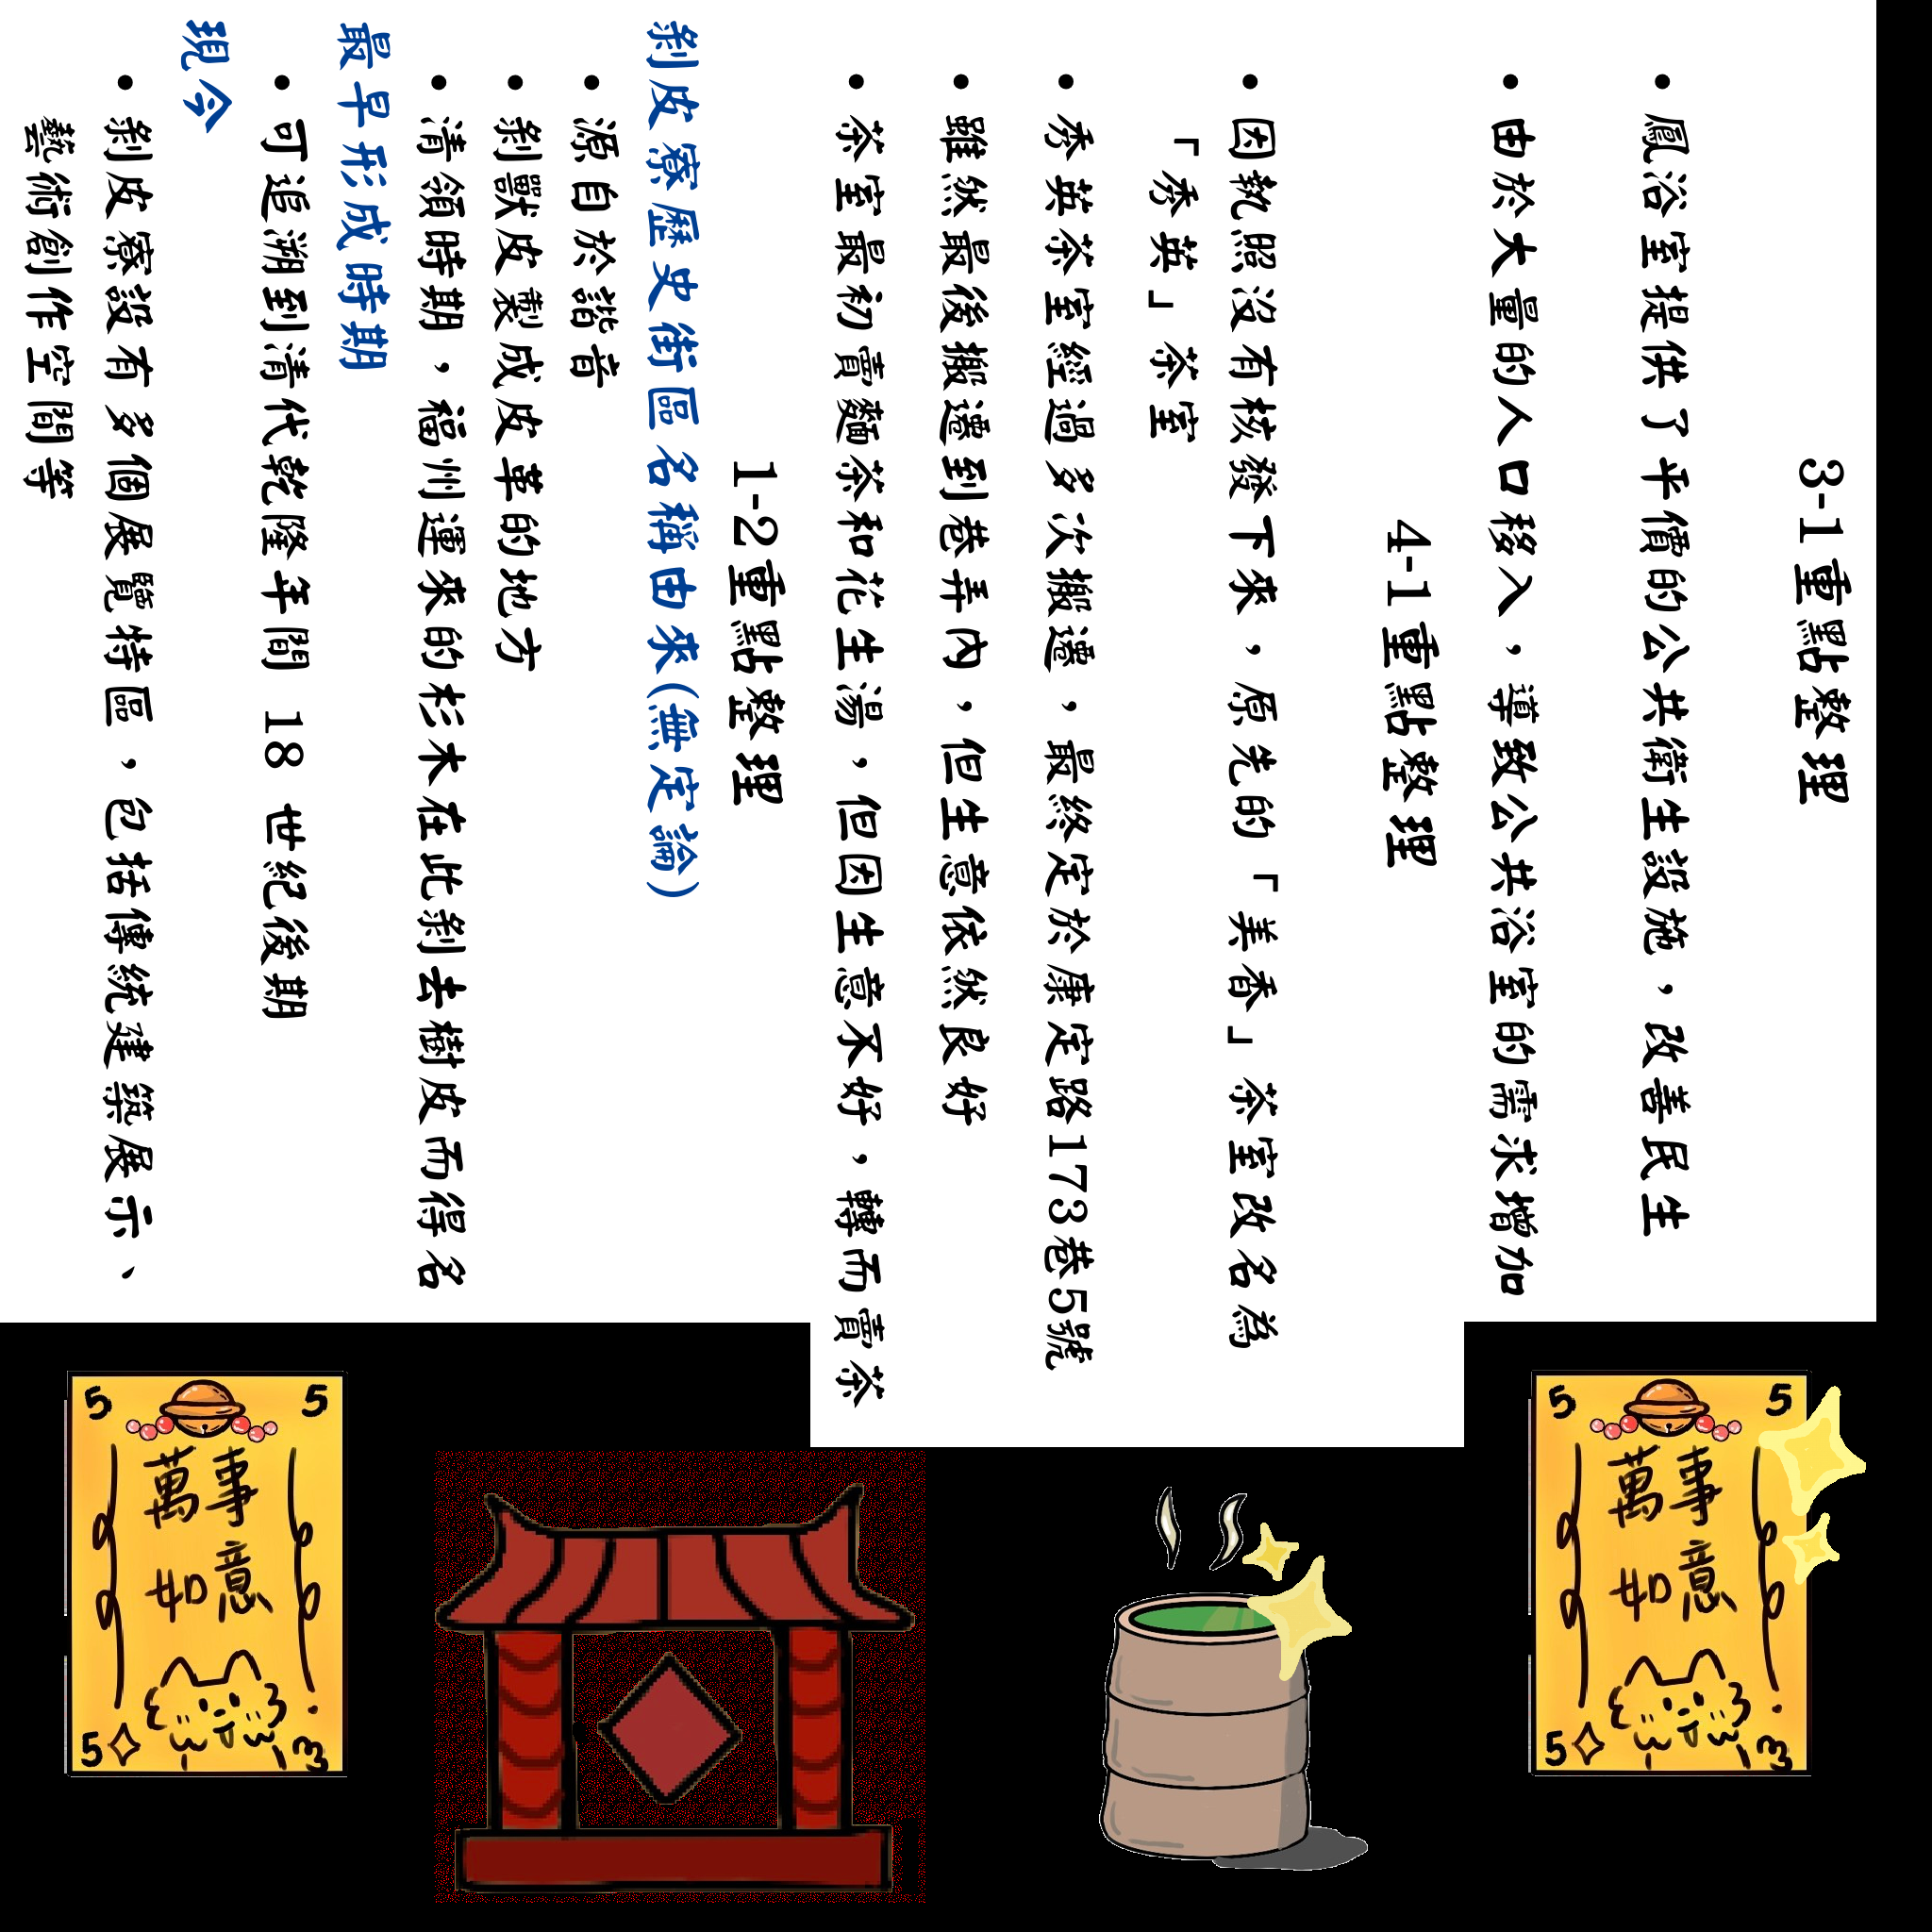 3-1重點整理
• 鳳浴室提供了平價的公共衛生設施，改善民生
• 由於大量的人口移入，導致公共浴室的需求增加
4-1重點整理
• 因執照沒有核發下來，原先的「美香」茶室改名為
「秀英」茶室
• 秀英茶室經過多次搬遷，最終定於康定路173巷5號
• 雖然最後搬遷到巷弄內，但生意依然良好
• 茶室最初賣麵茶和花生湯，但因生意不好，轉而賣茶
1-2重點整理
剝皮寮歷史街區名稱由來(無定論)
• 源自於諧音
• 剝獸皮製成皮革的地方
• 清領時期，福州運來的杉木在此剝去樹皮而得名
最早形成時期
• 可追溯到清代乾隆年間 18 世紀後期
現今
• 剝皮寮設有多個展覽特區，包括傳統建築展示、
藝術創作空間等
5 5
萬事
如意
5
5 5
萬事
如意
5